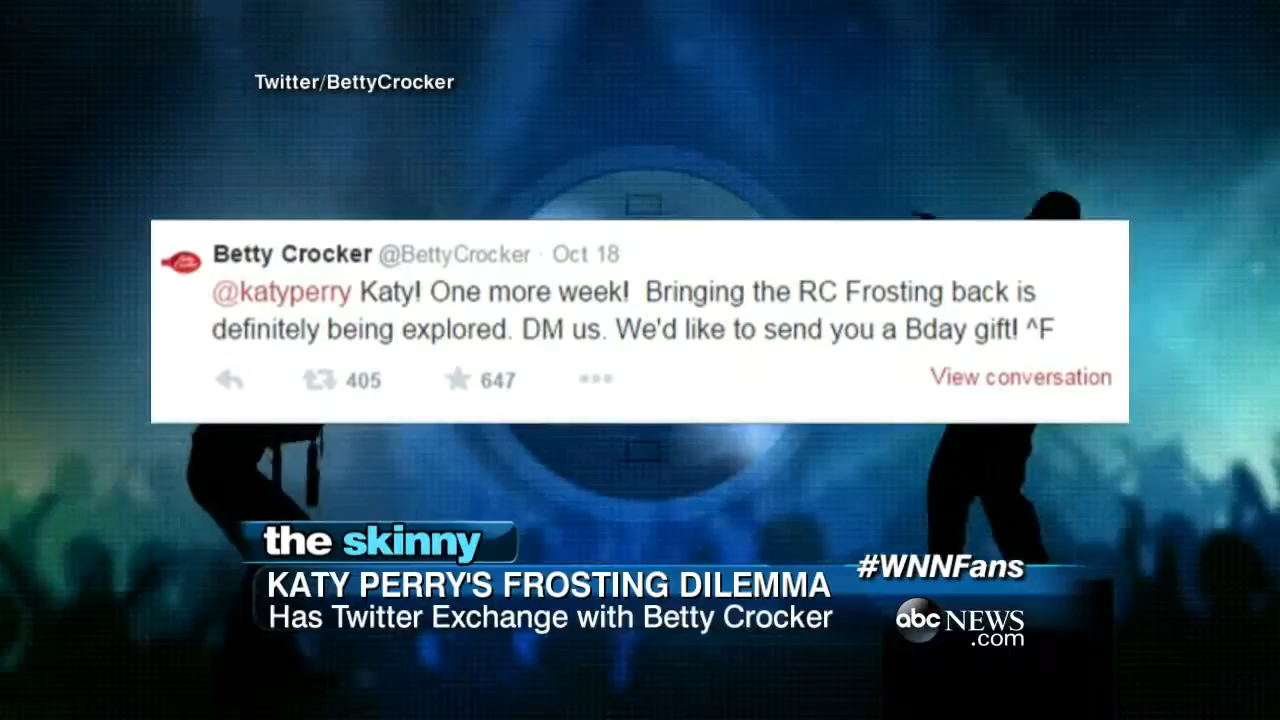 Twitter/BettyCrocker
Betty Crocker @BettyCrocker · Oct 18
@katyperry Katy! One more week!  Bringing the RC Frosting back is
definitely being explored. DM us. We'd like to send you a Bday gift! ^F
405 647 View conversation
the skinny
KATY PERRY'S FROSTING DILEMMA
Has Twitter Exchange with Betty Crocker
#WNNFans
abc NEWS
.com